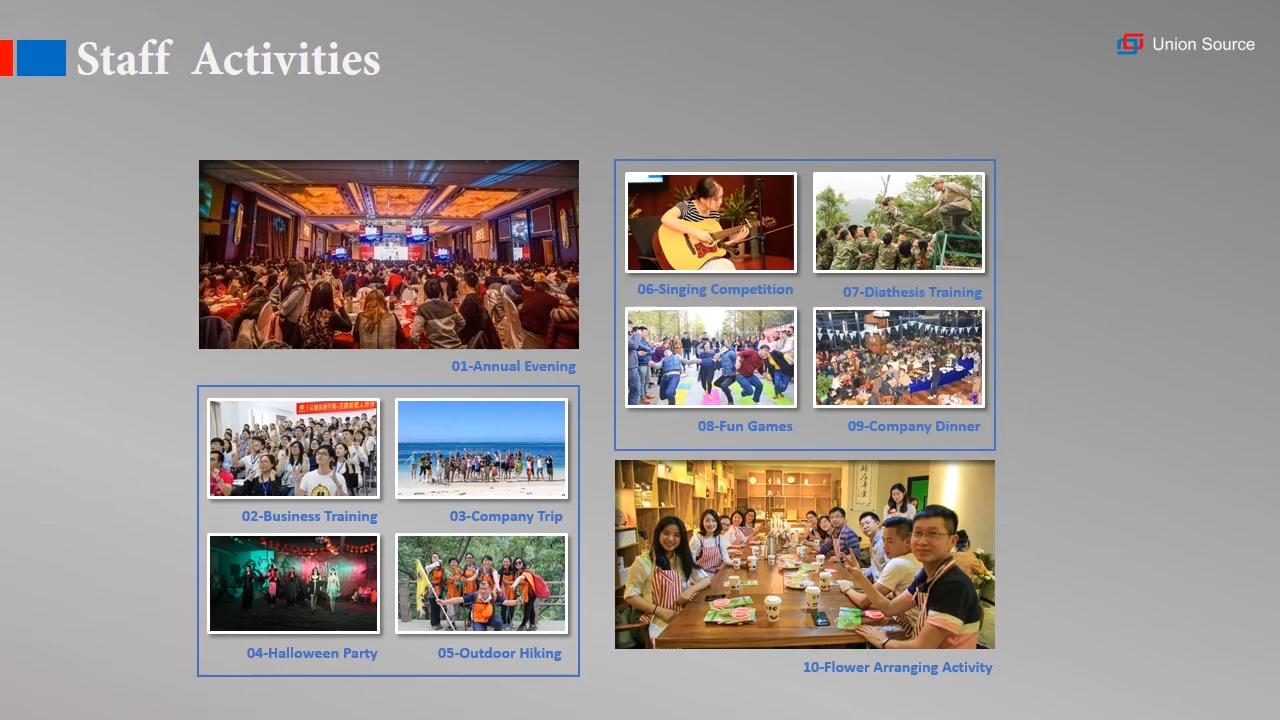 Staff Activities
Union Source
01-Annual Evening
02-Business Training
03-Company Trip
04-Halloween Party
05-Outdoor Hiking
06-Singing Competition
07-Diathesis Training
08-Fun Games
09-Company Dinner
10-Flower Arranging Activity